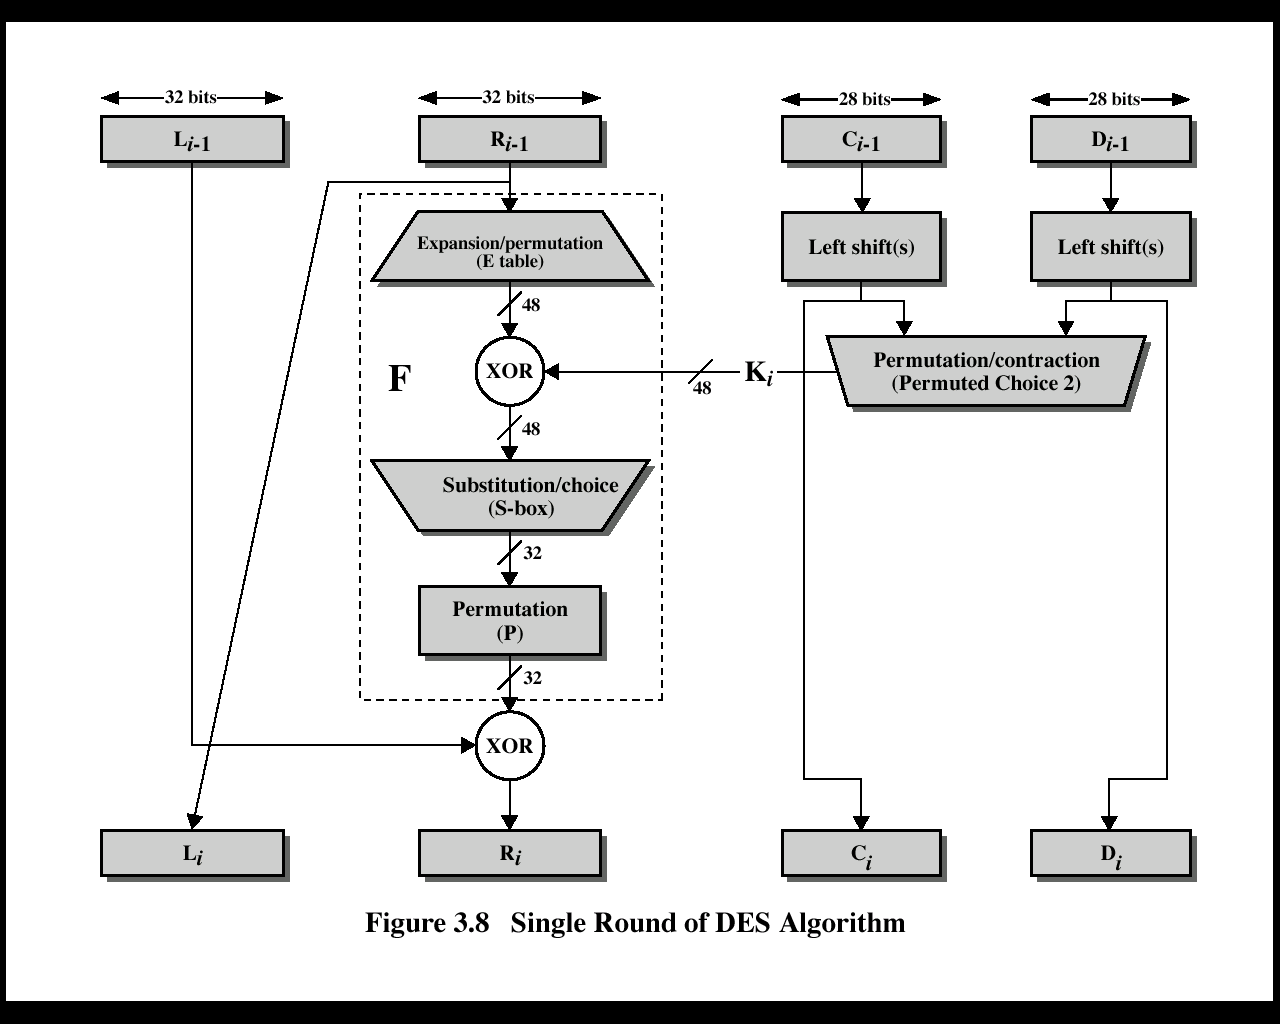 32 bits
32 bits
28 bits
28 bits
Li-1
Ri-1
Ci-1
Di-1
Expansion/permutation
(E table)
Left shift(s)
Left shift(s)
48
F
XOR
48
Ki
Permutation/contraction
(Permuted Choice 2)
48
Substitution/choice
(S-box)
32
Permutation
(P)
32
XOR
Li
Ri
Ci
Di
Figure 3.8 Single Round of DES Algorithm